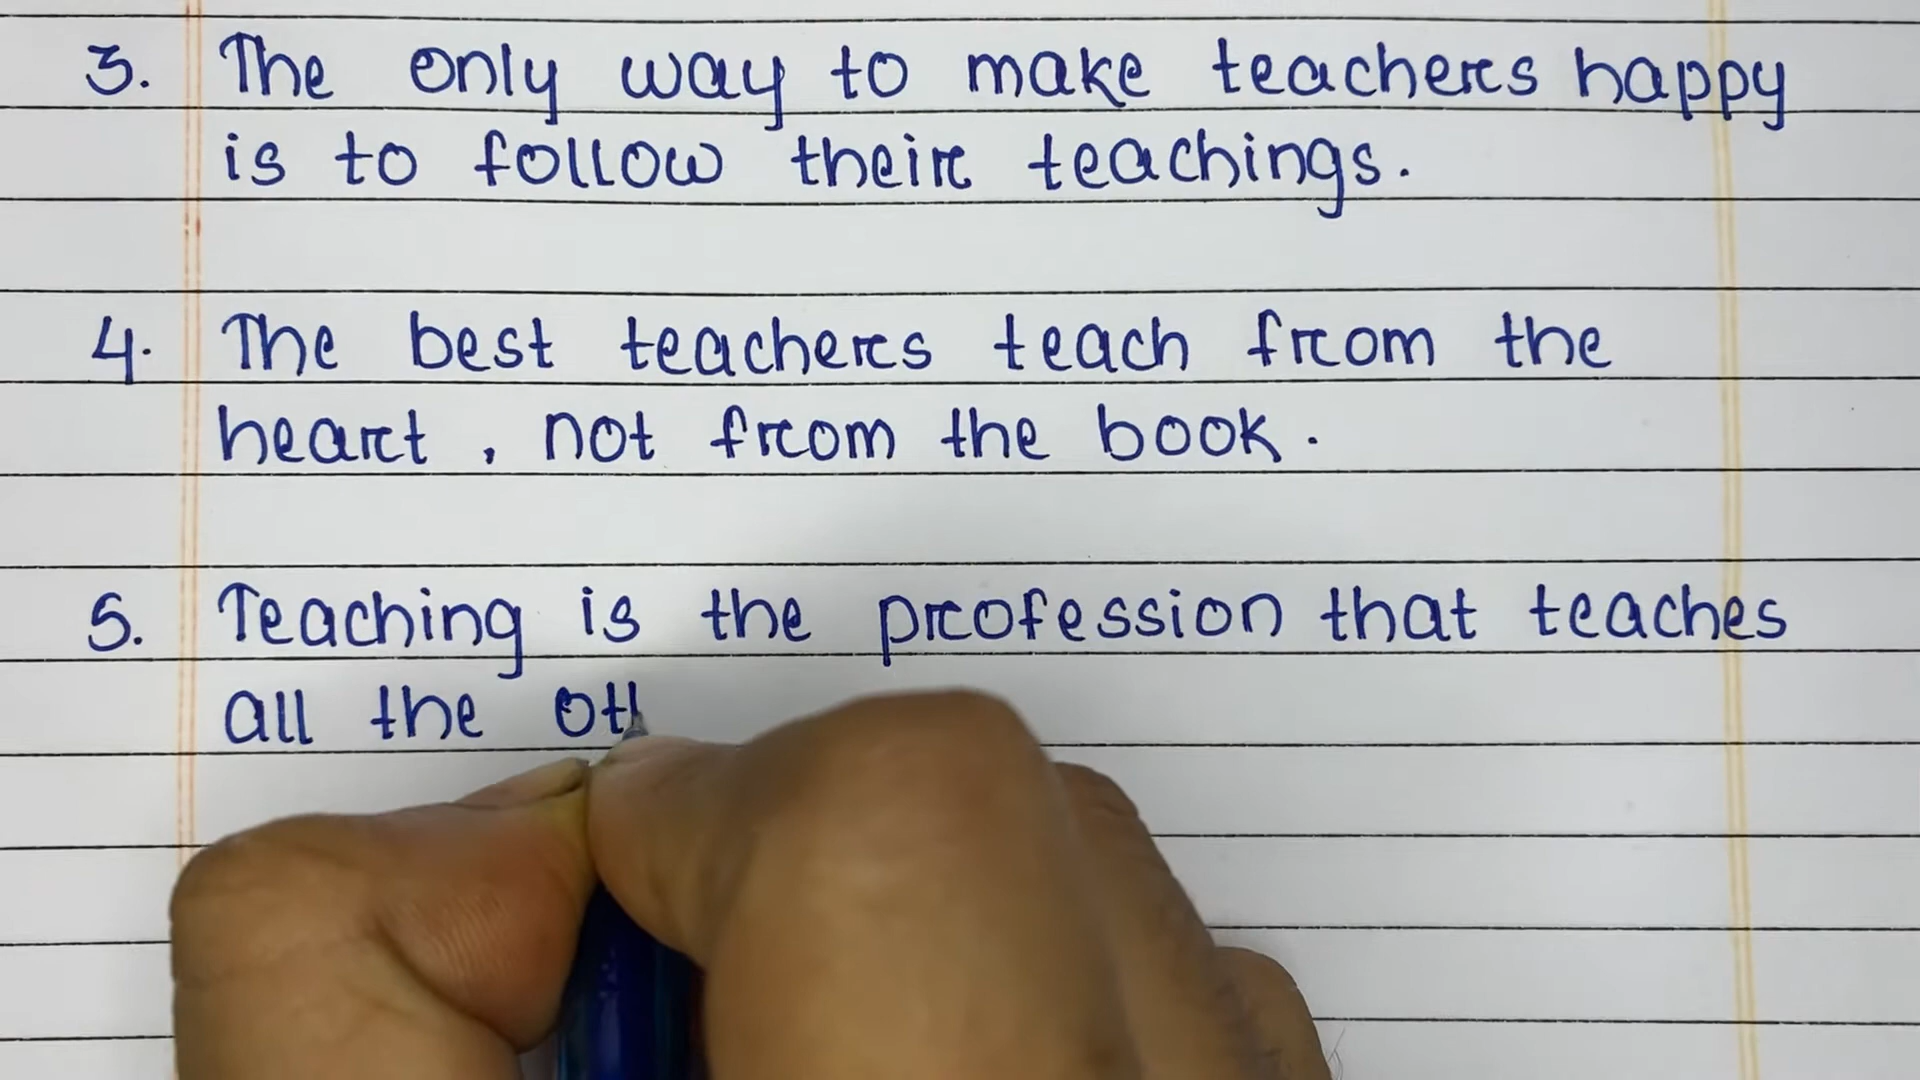 3. The only way to make teachers happy
is to follow their teachings.
4. The best teachers teach from the
heart, not from the book.
5. Teaching is the profession that teaches
all the oth